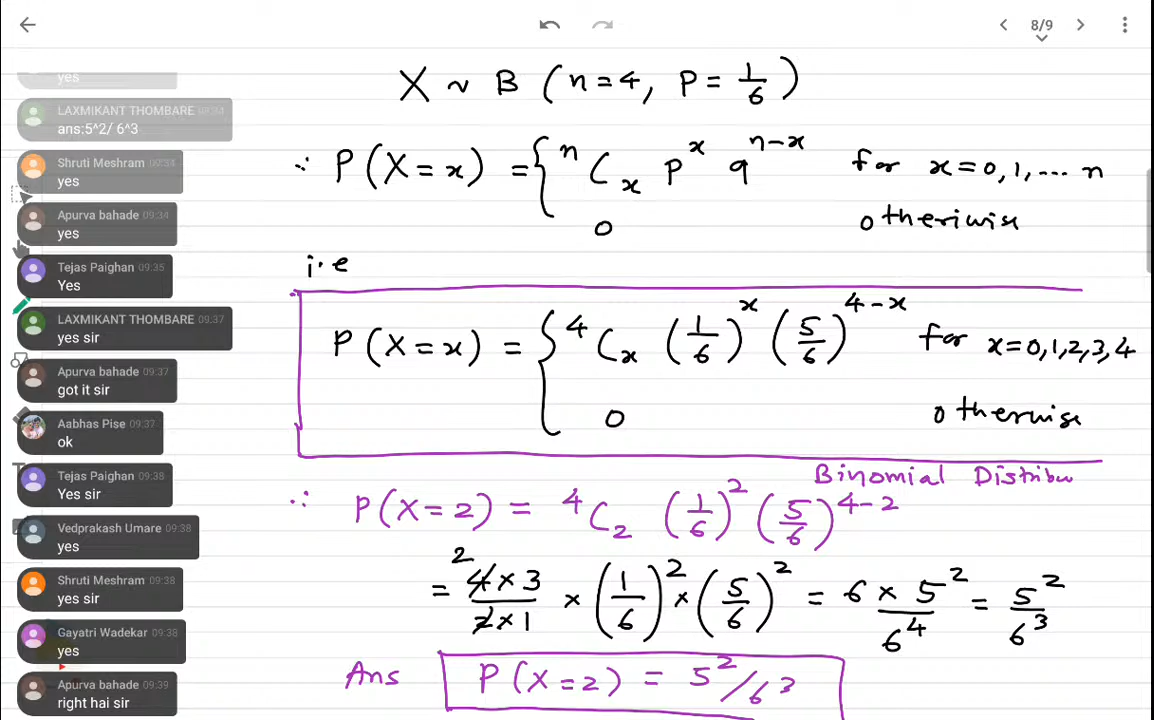 8/9
yes
LAXMIKANT THOMBARE 09:34
ans:5^2/ 6^3
Shruti Meshram 09:34
yes
Apurva bahade 09:34
yes
Tejas Paighan 09:35
Yes
LAXMIKANT THOMBARE 09:37
yes sir
Apurva bahade 09:37
got it sir
Aabhas Pise 09:37
ok
Tejas Paighan 09:38
Yes sir
Vedprakash Umare 09:38
yes
Shruti Meshram 09:38
yes sir
Gayatri Wadekar 09:38
yes
Apurva bahade 09:39
right hai sir
X ~ B (n=4, P = 1/6)
∴ P(X=x) = { ⁿCₓ pˣ qⁿ⁻ˣ for x=0,1,... n
0 otheriwise
i.e
P(X=x) = { ⁴Cₓ (1/6)ˣ (5/6)⁴⁻ˣ for x=0,1,2,3,4
0 otherwise
Binomial Distribu
∴ P(X=2) = ⁴C₂ (1/6)² (5/6)⁴⁻²
= ² 4×3/2×1 × (1/6)² × (5/6)² = 6×5²/6⁴ = 5²/6³
Ans P(X=2) = 5²/6³